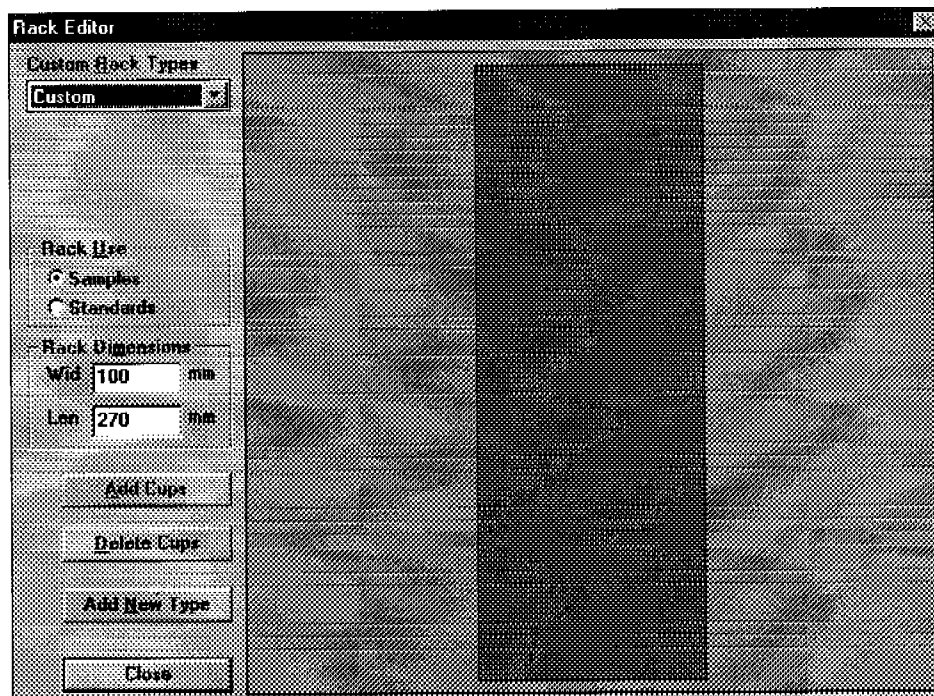 Rack Editor
Custom Rack Types
Custom
Rack Use
Samples
Standards
Rack Dimensions
Wid 100 mm
Len 270 mm
Add Cups
Delete Cups
Add New Type
Close